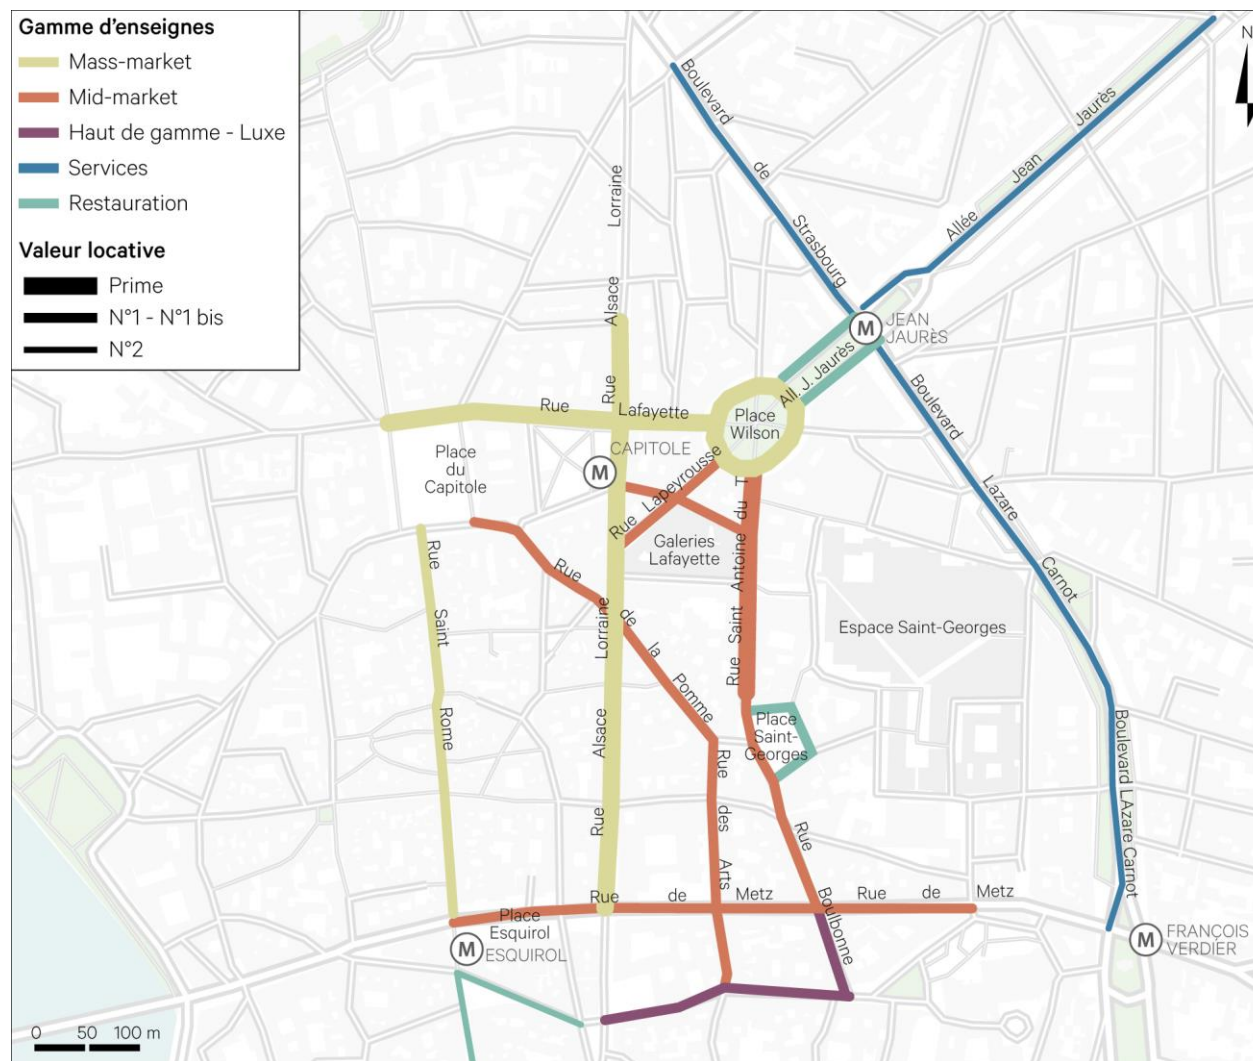 Gamme d'enseignes
Mass-market
Mid-market
Haut de gamme - Luxe
Services
Restauration
Valeur locative
Prime
N°1 - N°1 bis
N°2
N
Boulevard
de
Strasbourg
Allée
Jean
Jaurès
Rue
Alsace
Lorraine
JEAN
JAURÈS
M
All. J. Jaurès
Rue
Lafayette
Place
Wilson
Boulevard
Lazare
Carnot
CAPITOLE
M
Place
du
Capitole
Rue Lapeyrousse
Galeries
Lafayette
Rue Saint Antoine du T
Espace Saint-Georges
Rue
Saint
Rome
Rue
de
la
Pomme
Rue
Alsace
Lorraine
Place
Saint-
Georges
Rue
des
Arts
Rue
Boulbonne
Boulevard LAzare Carnot
Rue
de
Metz
Rue
de
Metz
Place
Esquirol
M
ESQUIROL
M
FRANÇOIS
VERDIER
0 50 100 m